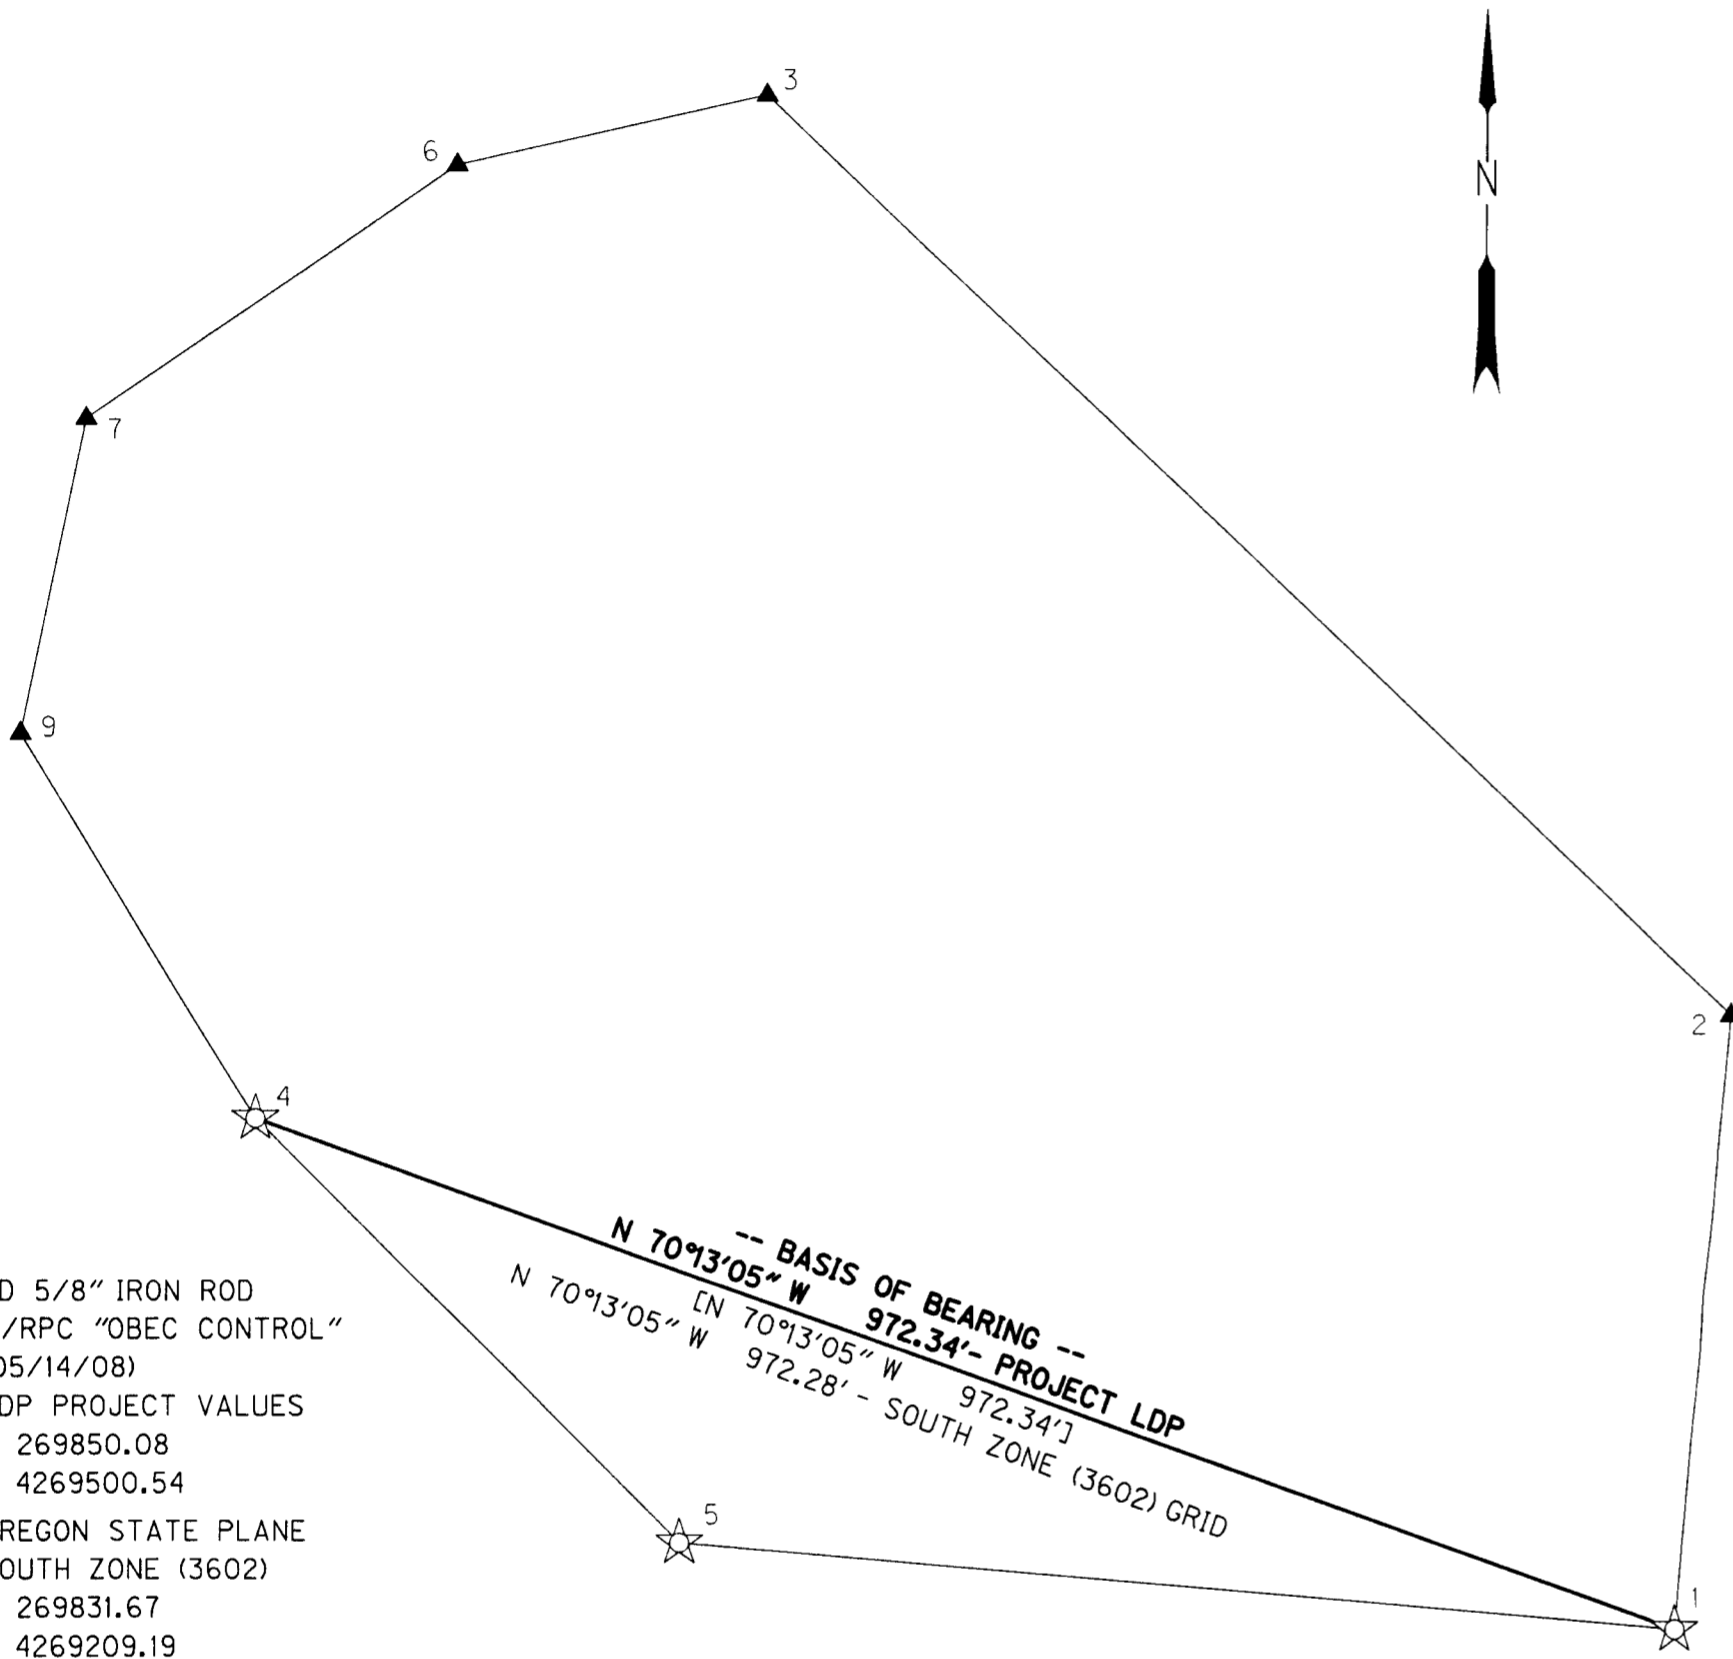 3
6
N
7
9
2
4
-- BASIS OF BEARING --
N 70°13'05" W 972.34'- PROJECT LDP
[N 70°13'05" W 972.34']
N 70°13'05" W 972.28' - SOUTH ZONE (3602) GRID
D 5/8" IRON ROD
/RPC "OBEC CONTROL"
05/14/08)
DP PROJECT VALUES
269850.08
4269500.54
REGON STATE PLANE
OUTH ZONE (3602)
269831.67
4269209.19
5
1